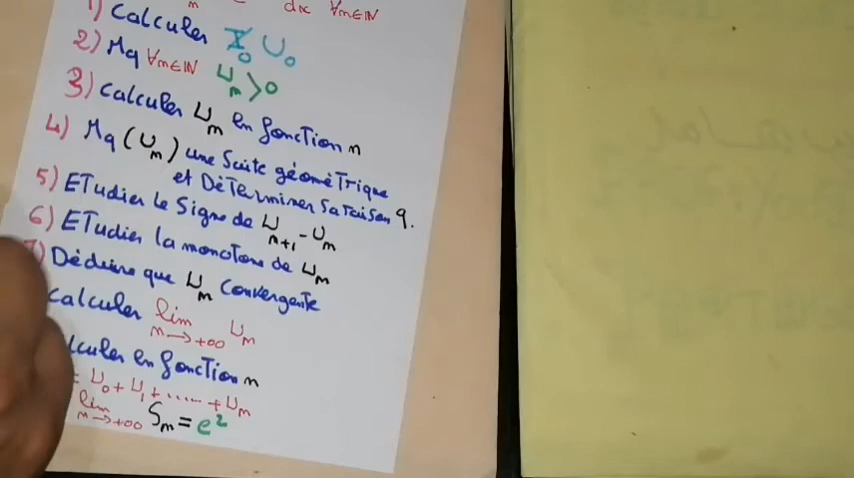 dx ∀n∈N
1) Calculer I₀ U₀
2) Mq ∀n∈N Uₙ>0
3) Calculer Uₙ en fonction n
4) Mq (Uₙ) une Suite géométrique
et Déterminer sa raison q.
5) ETudier le Signe de Uₙ₊₁-Uₙ
6) ETudier la monotone de Uₙ
7) Déduire que Uₙ Convergente
calculer lim n→+∞ Uₙ
lculer en fonction n
= U₀+U₁+.....+Uₙ
lim n→+∞ Sₙ = e²